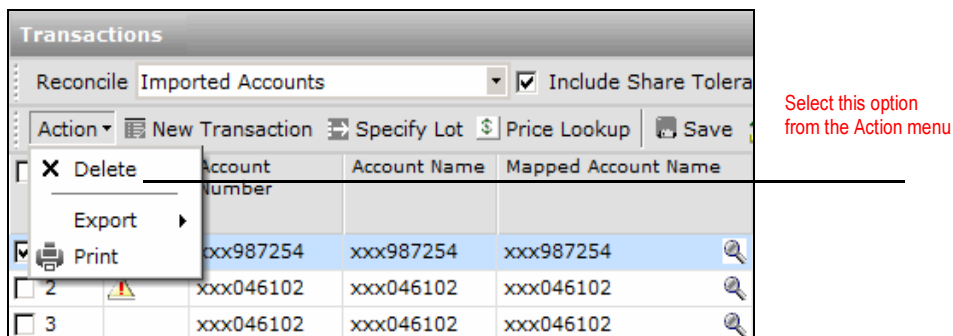 Transactions
Reconcile Imported Accounts Include Share Tolera
Select this option
from the Action menu
Action New Transaction Specify Lot Price Lookup Save
Delete Account Account Name Mapped Account Name
Number
Export
xxx987254 xxx987254 xxx987254
Print
2 xxx046102 xxx046102 xxx046102
3 xxx046102 xxx046102 xxx046102